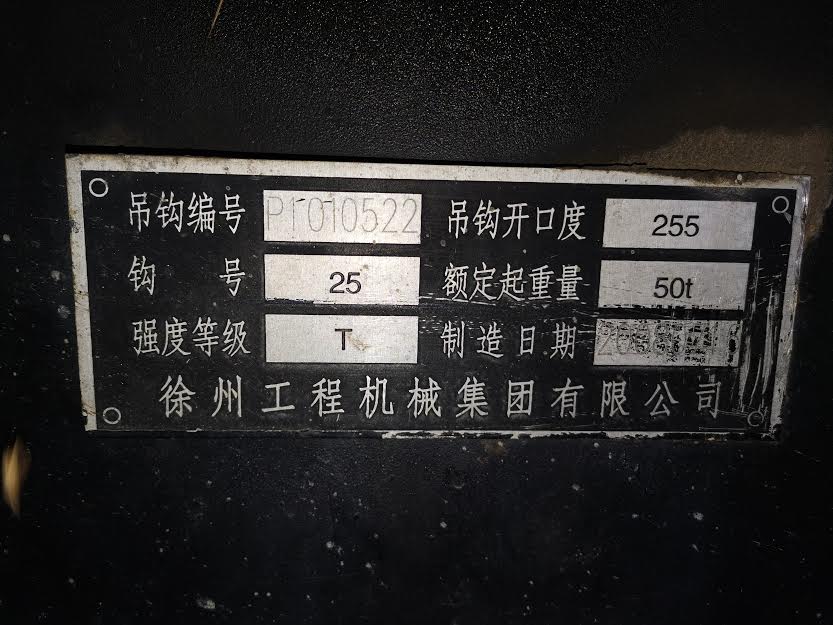 吊钩编号 P1010522 吊钩开口度 255
钩 号 25 额定起重量 50t
强度等级 T 制造日期
徐州工程机械集团有限公司